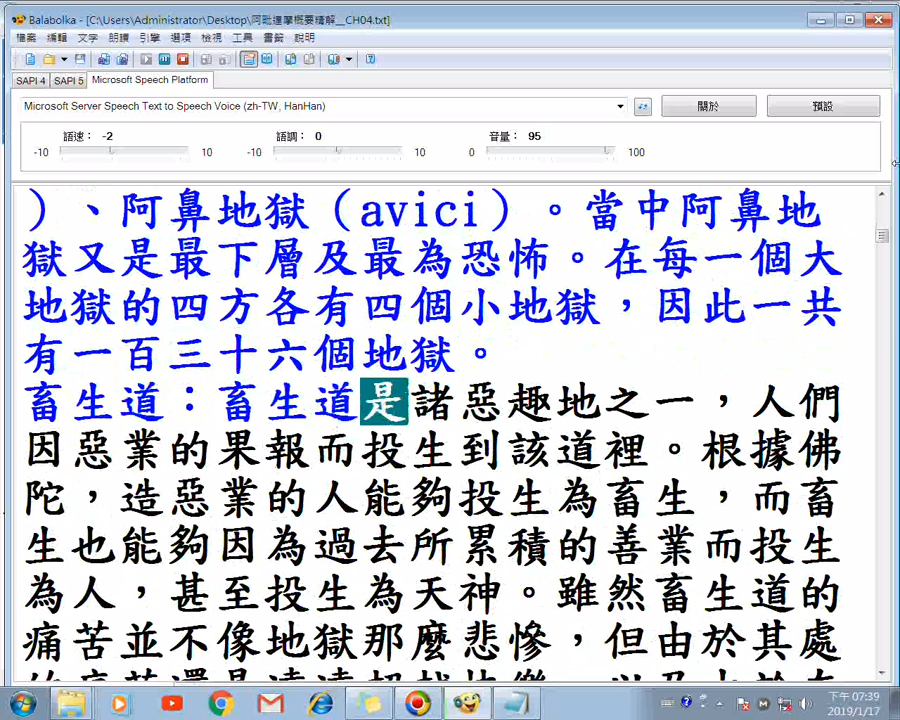 Balabolka - [C:\Users\Administrator\Desktop\阿毗達摩概要精解__CH04.txt]
檔案 編輯 文字 朗讀 引擎 選項 檢視 工具 書籤 說明
SAPI 4 SAPI 5 Microsoft Speech Platform
Microsoft Server Speech Text to Speech Voice (zh-TW, HanHan) 關於 預設
語速： -2 語調： 0 音量： 95
-10 10 -10 10 0 100
）、阿鼻地獄（avici）。當中阿鼻地
獄又是最下層及最為恐怖。在每一個大
地獄的四方各有四個小地獄，因此一共
有一百三十六個地獄。
畜生道：畜生道是諸惡趣地之一，人們
因惡業的果報而投生到該道裡。根據佛
陀，造惡業的人能夠投生為畜生，而畜
生也能夠因為過去所累積的善業而投生
為人，甚至投生為天神。雖然畜生道的
痛苦並不像地獄那麼悲慘，但由於其處
下午 07:39
2019/1/17